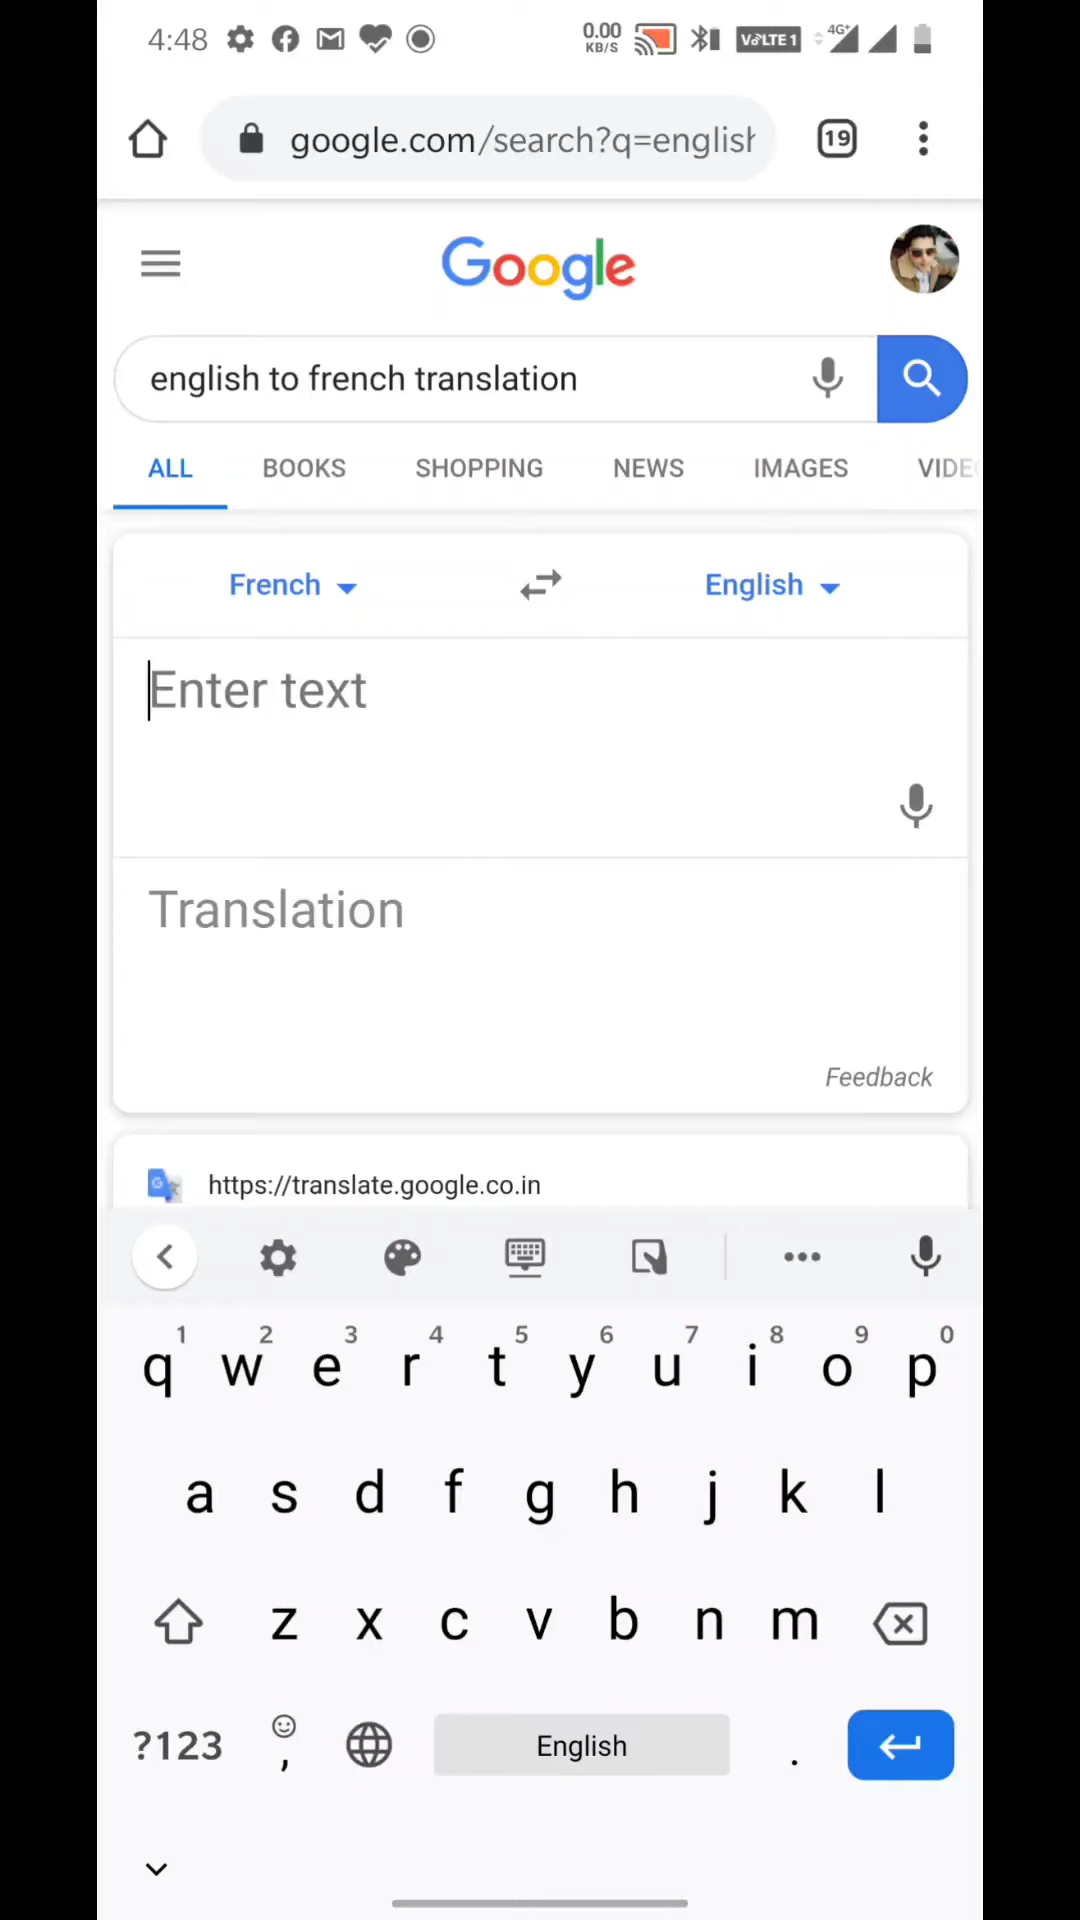 4:48 0.00 KB/S VoLTE 1 4G+
google.com/search?q=english
19
Google
english to french translation
ALL BOOKS SHOPPING NEWS IMAGES VIDE
French English
Enter text
Translation
Feedback
https://translate.google.co.in
1 2 3 4 5 6 7 8 9 0
q w e r t y u i o p
a s d f g h j k l
z x c v b n m
?123 , English .